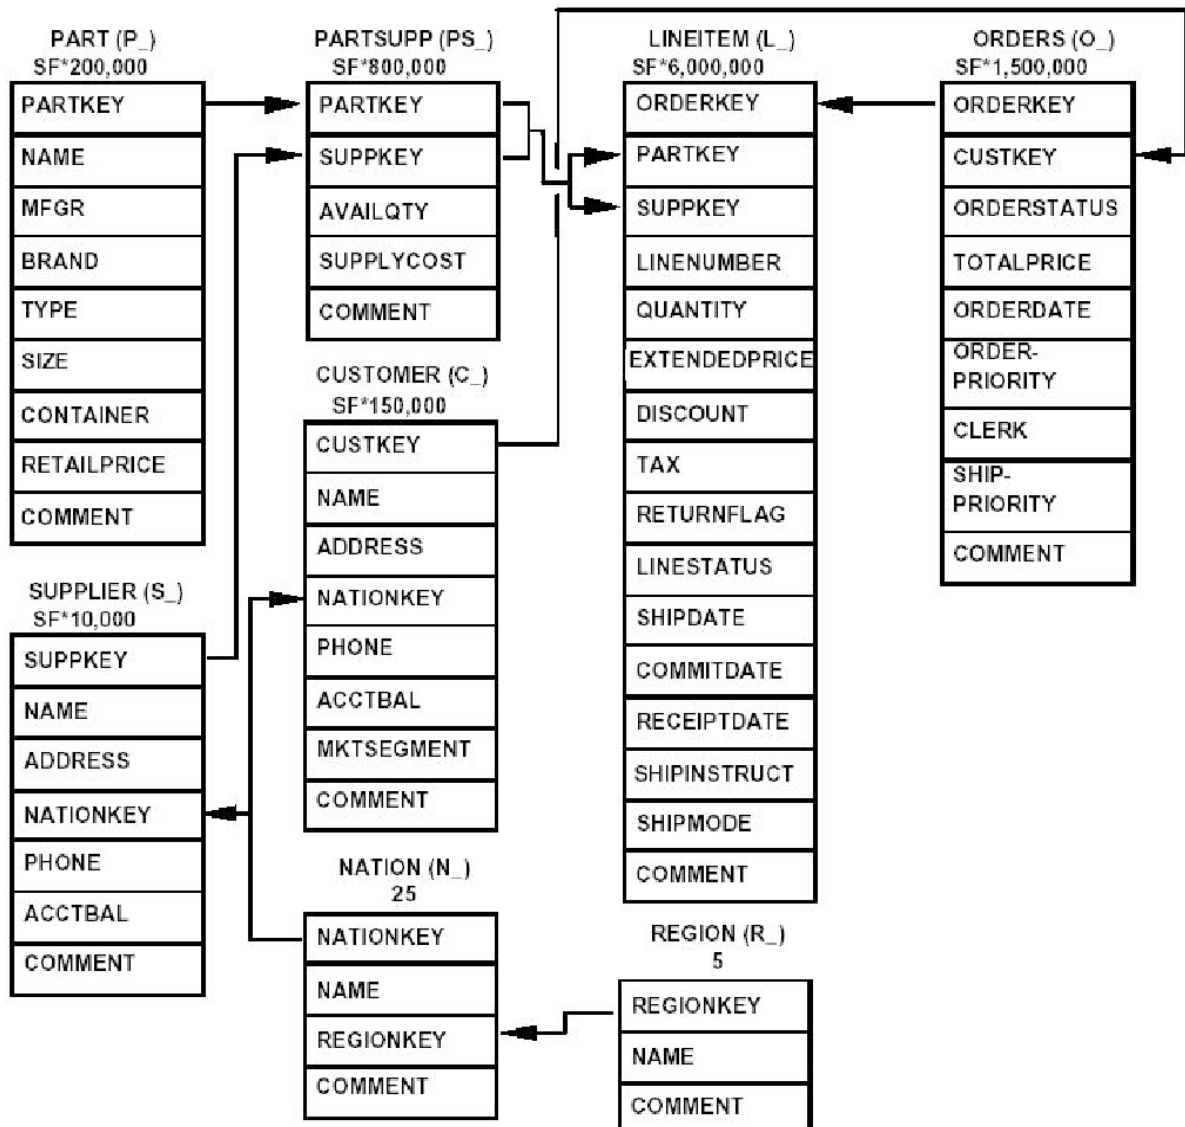 PART (P_)
SF*200,000
PARTKEY
NAME
MFGR
BRAND
TYPE
SIZE
CONTAINER
RETAILPRICE
COMMENT
SUPPLIER (S_)
SF*10,000
SUPPKEY
NAME
ADDRESS
NATIONKEY
PHONE
ACCTBAL
COMMENT
PARTSUPP (PS_)
SF*800,000
PARTKEY
SUPPKEY
AVAILQTY
SUPPLYCOST
COMMENT
CUSTOMER (C_)
SF*150,000
CUSTKEY
NAME
ADDRESS
NATIONKEY
PHONE
ACCTBAL
MKTSEGMENT
COMMENT
NATION (N_)
25
NATIONKEY
NAME
REGIONKEY
COMMENT
LINEITEM (L_)
SF*6,000,000
ORDERKEY
PARTKEY
SUPPKEY
LINENUMBER
QUANTITY
EXTENDEDPRICE
DISCOUNT
TAX
RETURNFLAG
LINESTATUS
SHIPDATE
COMMITDATE
RECEIPTDATE
SHIPINSTRUCT
SHIPMODE
COMMENT
REGION (R_)
5
REGIONKEY
NAME
COMMENT
ORDERS (O_)
SF*1,500,000
ORDERKEY
CUSTKEY
ORDERSTATUS
TOTALPRICE
ORDERDATE
ORDER-
PRIORITY
CLERK
SHIP-
PRIORITY
COMMENT